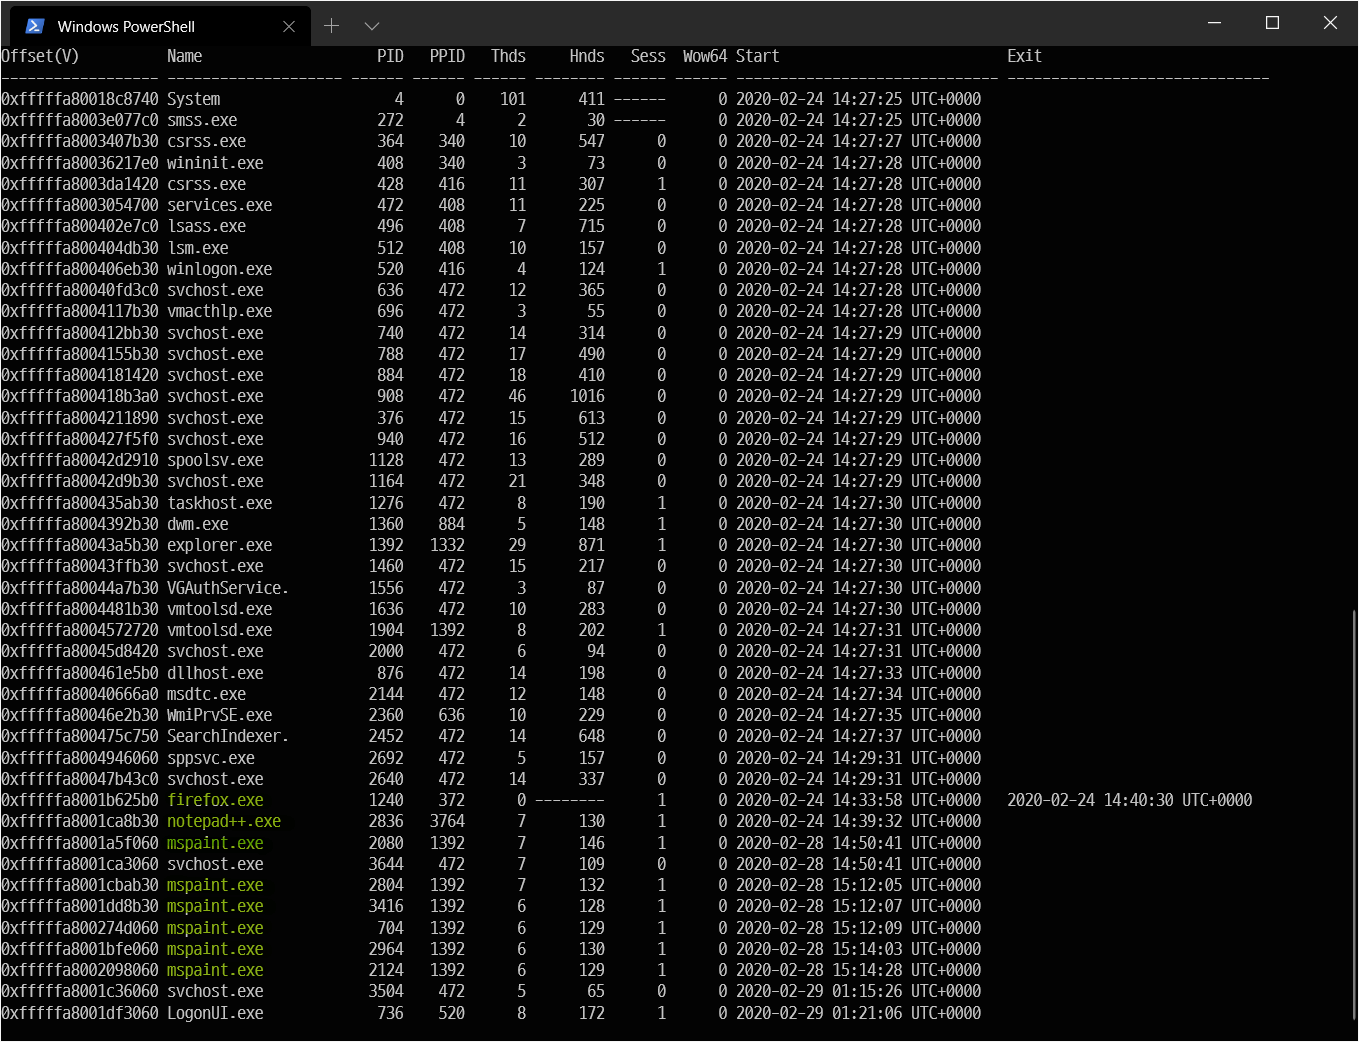 Windows PowerShell
Offset(V) Name PID PPID Thds Hnds Sess Wow64 Start Exit
------------------ -------------------- ------ ------ ------ -------- ------ ------ ------------------------------ ------------------------------
0xfffffa80018c8740 System 4 0 101 411 ------ 0 2020-02-24 14:27:25 UTC+0000
0xfffffa8003e077c0 smss.exe 272 4 2 30 ------ 0 2020-02-24 14:27:25 UTC+0000
0xfffffa8003407b30 csrss.exe 364 340 10 547 0 0 2020-02-24 14:27:27 UTC+0000
0xfffffa80036217e0 wininit.exe 408 340 3 73 0 0 2020-02-24 14:27:28 UTC+0000
0xfffffa8003da1420 csrss.exe 428 416 11 307 1 0 2020-02-24 14:27:28 UTC+0000
0xfffffa8003054700 services.exe 472 408 11 225 0 0 2020-02-24 14:27:28 UTC+0000
0xfffffa800402e7c0 lsass.exe 496 408 7 715 0 0 2020-02-24 14:27:28 UTC+0000
0xfffffa800404db30 lsm.exe 512 408 10 157 0 0 2020-02-24 14:27:28 UTC+0000
0xfffffa800406eb30 winlogon.exe 520 416 4 124 1 0 2020-02-24 14:27:28 UTC+0000
0xfffffa80040fd3c0 svchost.exe 636 472 12 365 0 0 2020-02-24 14:27:28 UTC+0000
0xfffffa8004117b30 vmacthlp.exe 696 472 3 55 0 0 2020-02-24 14:27:28 UTC+0000
0xfffffa800412bb30 svchost.exe 740 472 14 314 0 0 2020-02-24 14:27:29 UTC+0000
0xfffffa8004155b30 svchost.exe 788 472 17 490 0 0 2020-02-24 14:27:29 UTC+0000
0xfffffa8004181420 svchost.exe 884 472 18 410 0 0 2020-02-24 14:27:29 UTC+0000
0xfffffa800418b3a0 svchost.exe 908 472 46 1016 0 0 2020-02-24 14:27:29 UTC+0000
0xfffffa8004211890 svchost.exe 376 472 15 613 0 0 2020-02-24 14:27:29 UTC+0000
0xfffffa800427f5f0 svchost.exe 940 472 16 512 0 0 2020-02-24 14:27:29 UTC+0000
0xfffffa80042d2910 spoolsv.exe 1128 472 13 289 0 0 2020-02-24 14:27:29 UTC+0000
0xfffffa80042d9b30 svchost.exe 1164 472 21 348 0 0 2020-02-24 14:27:29 UTC+0000
0xfffffa800435ab30 taskhost.exe 1276 472 8 190 1 0 2020-02-24 14:27:30 UTC+0000
0xfffffa8004392b30 dwm.exe 1360 884 5 148 1 0 2020-02-24 14:27:30 UTC+0000
0xfffffa80043a5b30 explorer.exe 1392 1332 29 871 1 0 2020-02-24 14:27:30 UTC+0000
0xfffffa80043ffb30 svchost.exe 1460 472 15 217 0 0 2020-02-24 14:27:30 UTC+0000
0xfffffa80044a7b30 VGAuthService. 1556 472 3 87 0 0 2020-02-24 14:27:30 UTC+0000
0xfffffa8004481b30 vmtoolsd.exe 1636 472 10 283 0 0 2020-02-24 14:27:30 UTC+0000
0xfffffa8004572720 vmtoolsd.exe 1904 1392 8 202 1 0 2020-02-24 14:27:31 UTC+0000
0xfffffa80045d8420 svchost.exe 2000 472 6 94 0 0 2020-02-24 14:27:31 UTC+0000
0xfffffa800461e5b0 dllhost.exe 876 472 14 198 0 0 2020-02-24 14:27:33 UTC+0000
0xfffffa80040666a0 msdtc.exe 2144 472 12 148 0 0 2020-02-24 14:27:34 UTC+0000
0xfffffa80046e2b30 WmiPrvSE.exe 2360 636 10 229 0 0 2020-02-24 14:27:35 UTC+0000
0xfffffa800475c750 SearchIndexer. 2452 472 14 648 0 0 2020-02-24 14:27:37 UTC+0000
0xfffffa8004946060 sppsvc.exe 2692 472 5 157 0 0 2020-02-24 14:29:31 UTC+0000
0xfffffa80047b43c0 svchost.exe 2640 472 14 337 0 0 2020-02-24 14:29:31 UTC+0000
0xfffffa8001b625b0 firefox.exe 1240 372 0 -------- 1 0 2020-02-24 14:33:58 UTC+0000 2020-02-24 14:40:30 UTC+0000
0xfffffa8001ca8b30 notepad++.exe 2836 3764 7 130 1 0 2020-02-24 14:39:32 UTC+0000
0xfffffa8001a5f060 mspaint.exe 2080 1392 7 146 1 0 2020-02-28 14:50:41 UTC+0000
0xfffffa8001ca3060 svchost.exe 3644 472 7 109 0 0 2020-02-28 14:50:41 UTC+0000
0xfffffa8001cbab30 mspaint.exe 2804 1392 7 132 1 0 2020-02-28 15:12:05 UTC+0000
0xfffffa8001dd8b30 mspaint.exe 3416 1392 6 128 1 0 2020-02-28 15:12:07 UTC+0000
0xfffffa800274d060 mspaint.exe 704 1392 6 129 1 0 2020-02-28 15:12:09 UTC+0000
0xfffffa8001bfe060 mspaint.exe 2964 1392 6 130 1 0 2020-02-28 15:14:03 UTC+0000
0xfffffa8002098060 mspaint.exe 2124 1392 6 129 1 0 2020-02-28 15:14:28 UTC+0000
0xfffffa8001c36060 svchost.exe 3504 472 5 65 0 0 2020-02-29 01:15:26 UTC+0000
0xfffffa8001df3060 LogonUI.exe 736 520 8 172 1 0 2020-02-29 01:21:06 UTC+0000